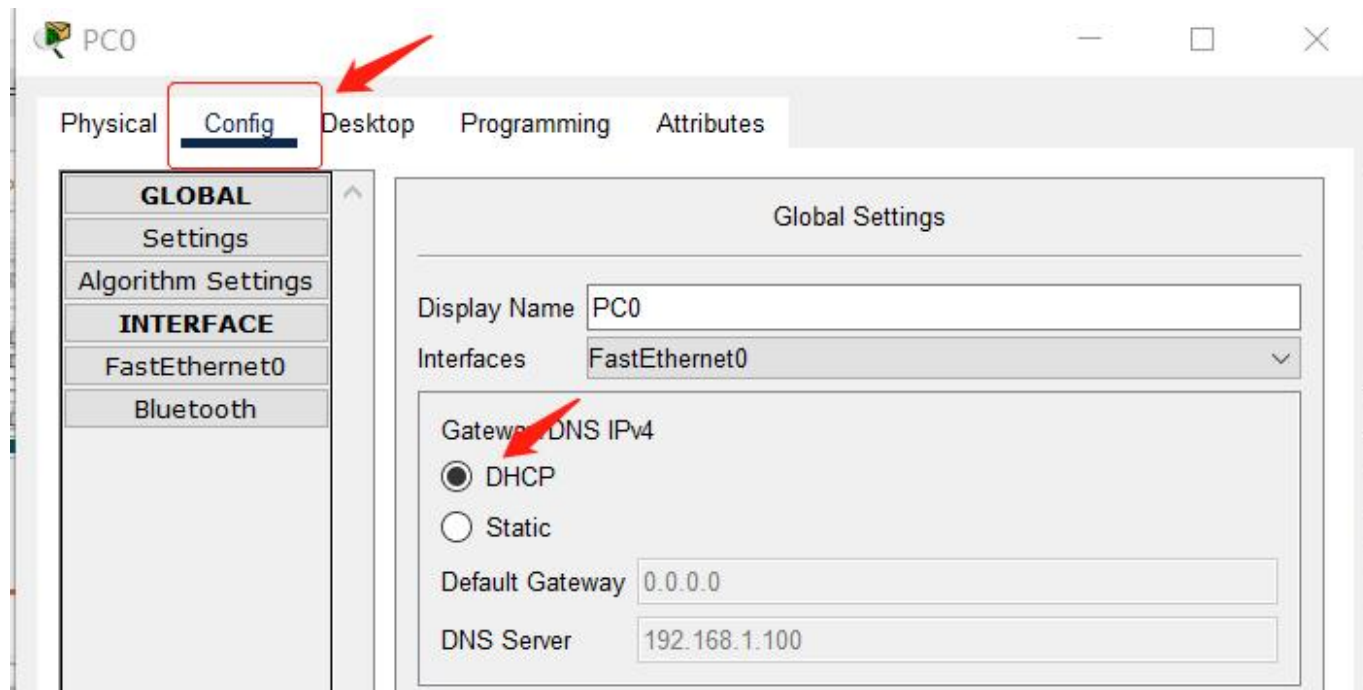 PC0
Physical Config Desktop Programming Attributes
GLOBAL
Settings
Algorithm Settings
INTERFACE
FastEthernet0
Bluetooth
Global Settings
Display Name PC0
Interfaces FastEthernet0
DNS IPv4
DHCP
Static
Default Gateway 0.0.0.0
DNS Server 192.168.1.100